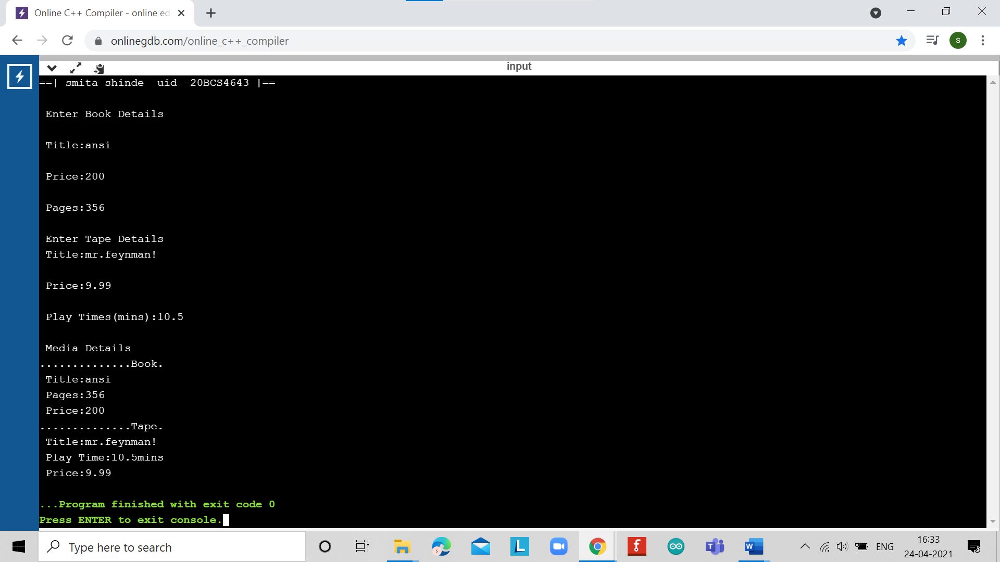 Online C++ Compiler - online ed
onlinegdb.com/online_c++_compiler
S
input
==| smita shinde  uid -20BCS4643 |==
Enter Book Details
Title:ansi
Price:200
Pages:356
Enter Tape Details
Title:mr.feynman!
Price:9.99
Play Times(mins):10.5
Media Details
..............Book.
Title:ansi
Pages:356
Price:200
..............Tape.
Title:mr.feynman!
Play Time:10.5mins
Price:9.99
...Program finished with exit code 0
Press ENTER to exit console.
Type here to search
S
L
f
T
W
ENG
16:33
24-04-2021